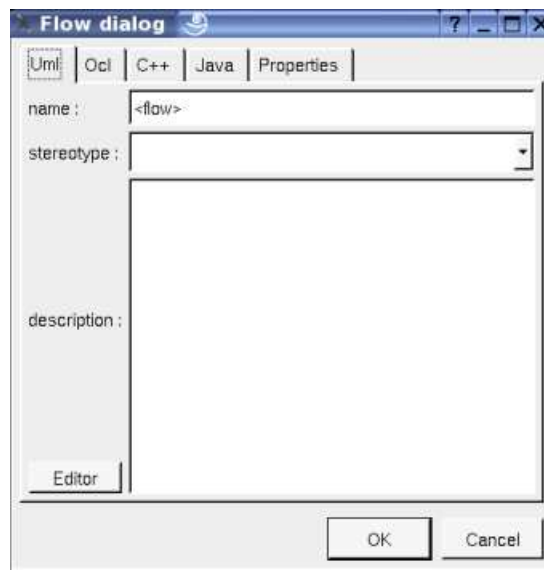 Flow dialog ?
Uml Ocl C++ Java Properties
name : <flow>
stereotype :
description :
Editor
OK Cancel